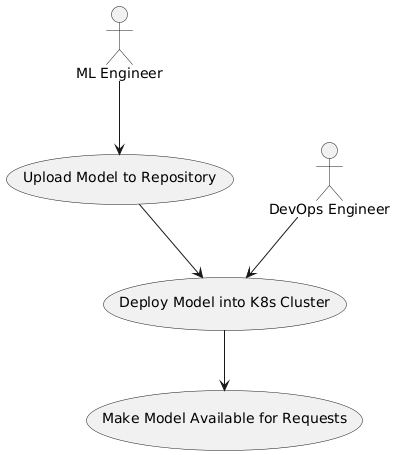 ML Engineer
Upload Model to Repository
DevOps Engineer
Deploy Model into K8s Cluster
Make Model Available for Requests